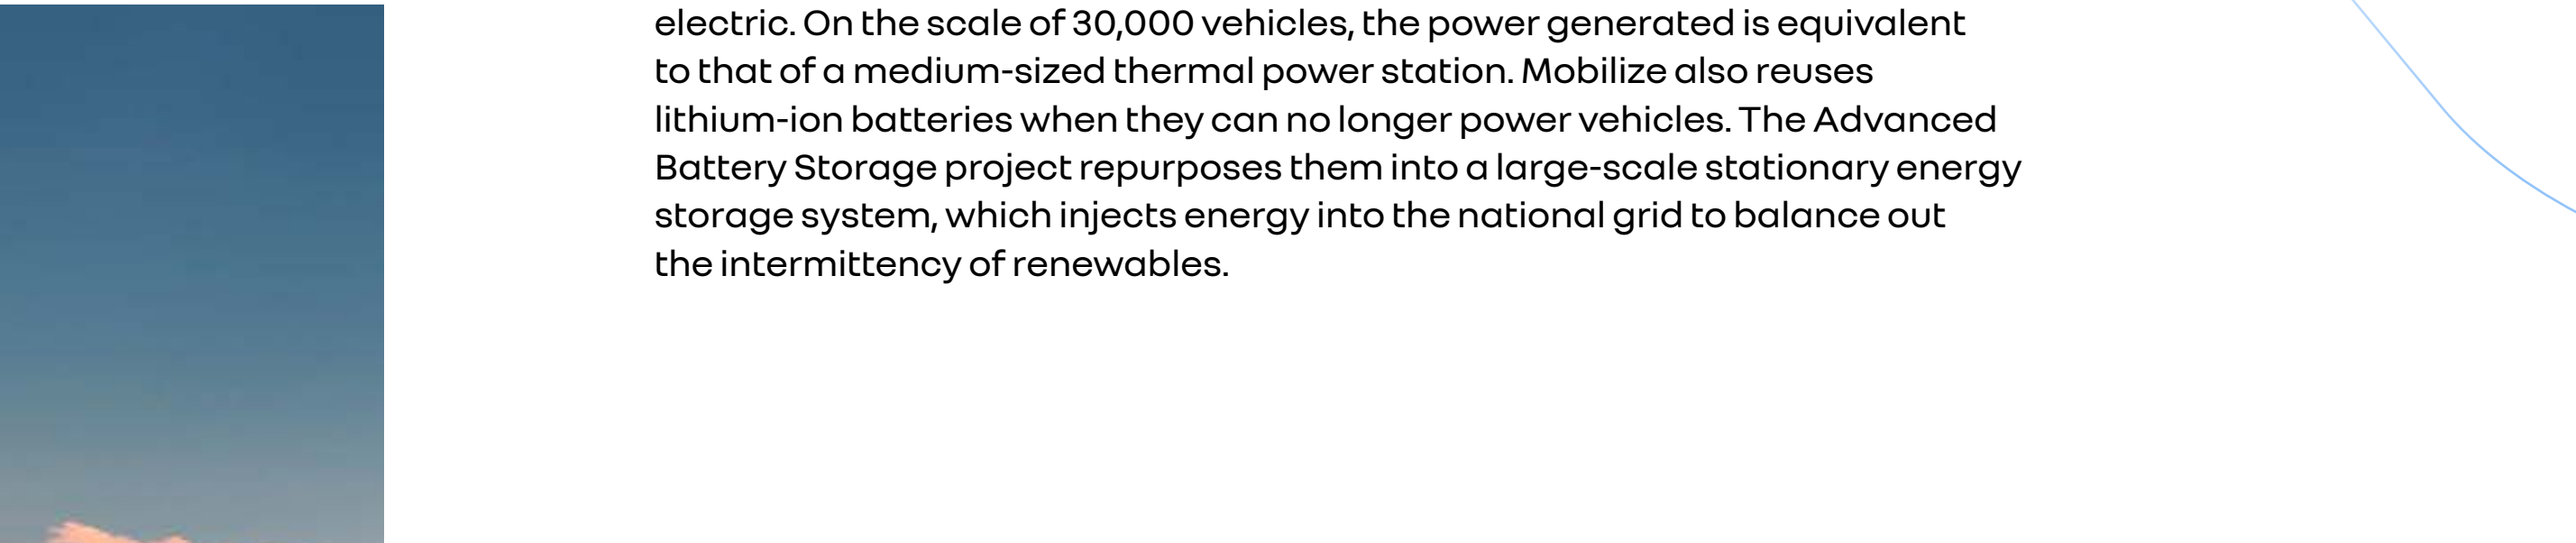 electric. On the scale of 30,000 vehicles, the power generated is equivalent
to that of a medium-sized thermal power station. Mobilize also reuses
lithium-ion batteries when they can no longer power vehicles. The Advanced
Battery Storage project repurposes them into a large-scale stationary energy
storage system, which injects energy into the national grid to balance out
the intermittency of renewables.